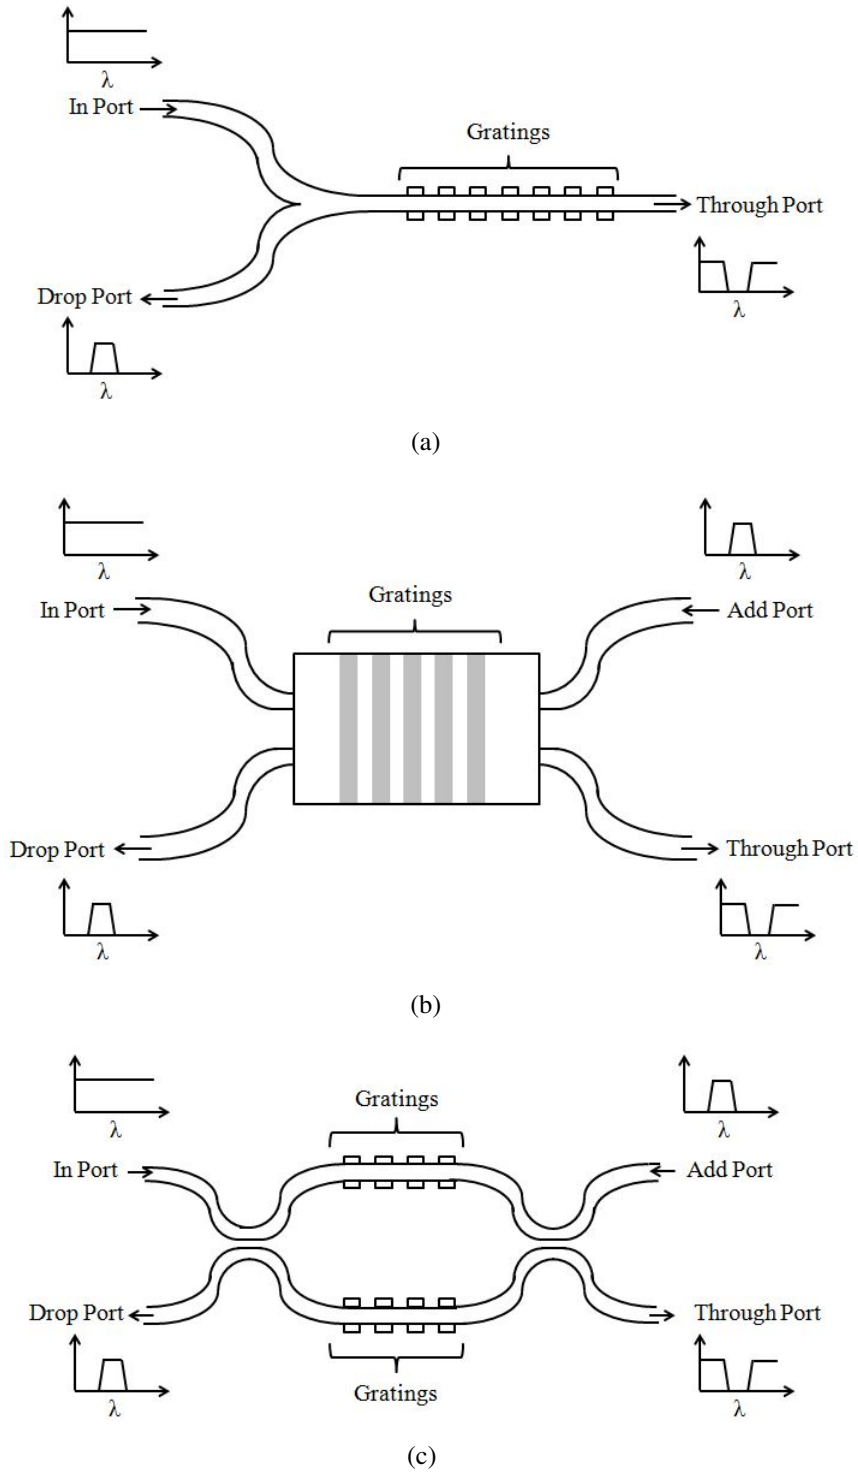 λ
In Port
Gratings
Through Port
λ
Drop Port
λ
(a)
λ
λ
In Port
Gratings
Add Port
Drop Port
Through Port
λ
λ
(b)
λ
Gratings
λ
In Port
Add Port
Drop Port
Through Port
Gratings
λ
λ
(c)